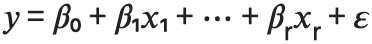 y = β₀ + β₁x₁ + ⋯ + βᵣxᵣ + ε